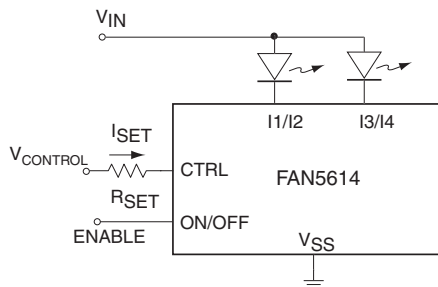 VIN
I1/I2
I3/I4
ISET
VCONTROL
CTRL
FAN5614
RSET
ON/OFF
ENABLE
VSS